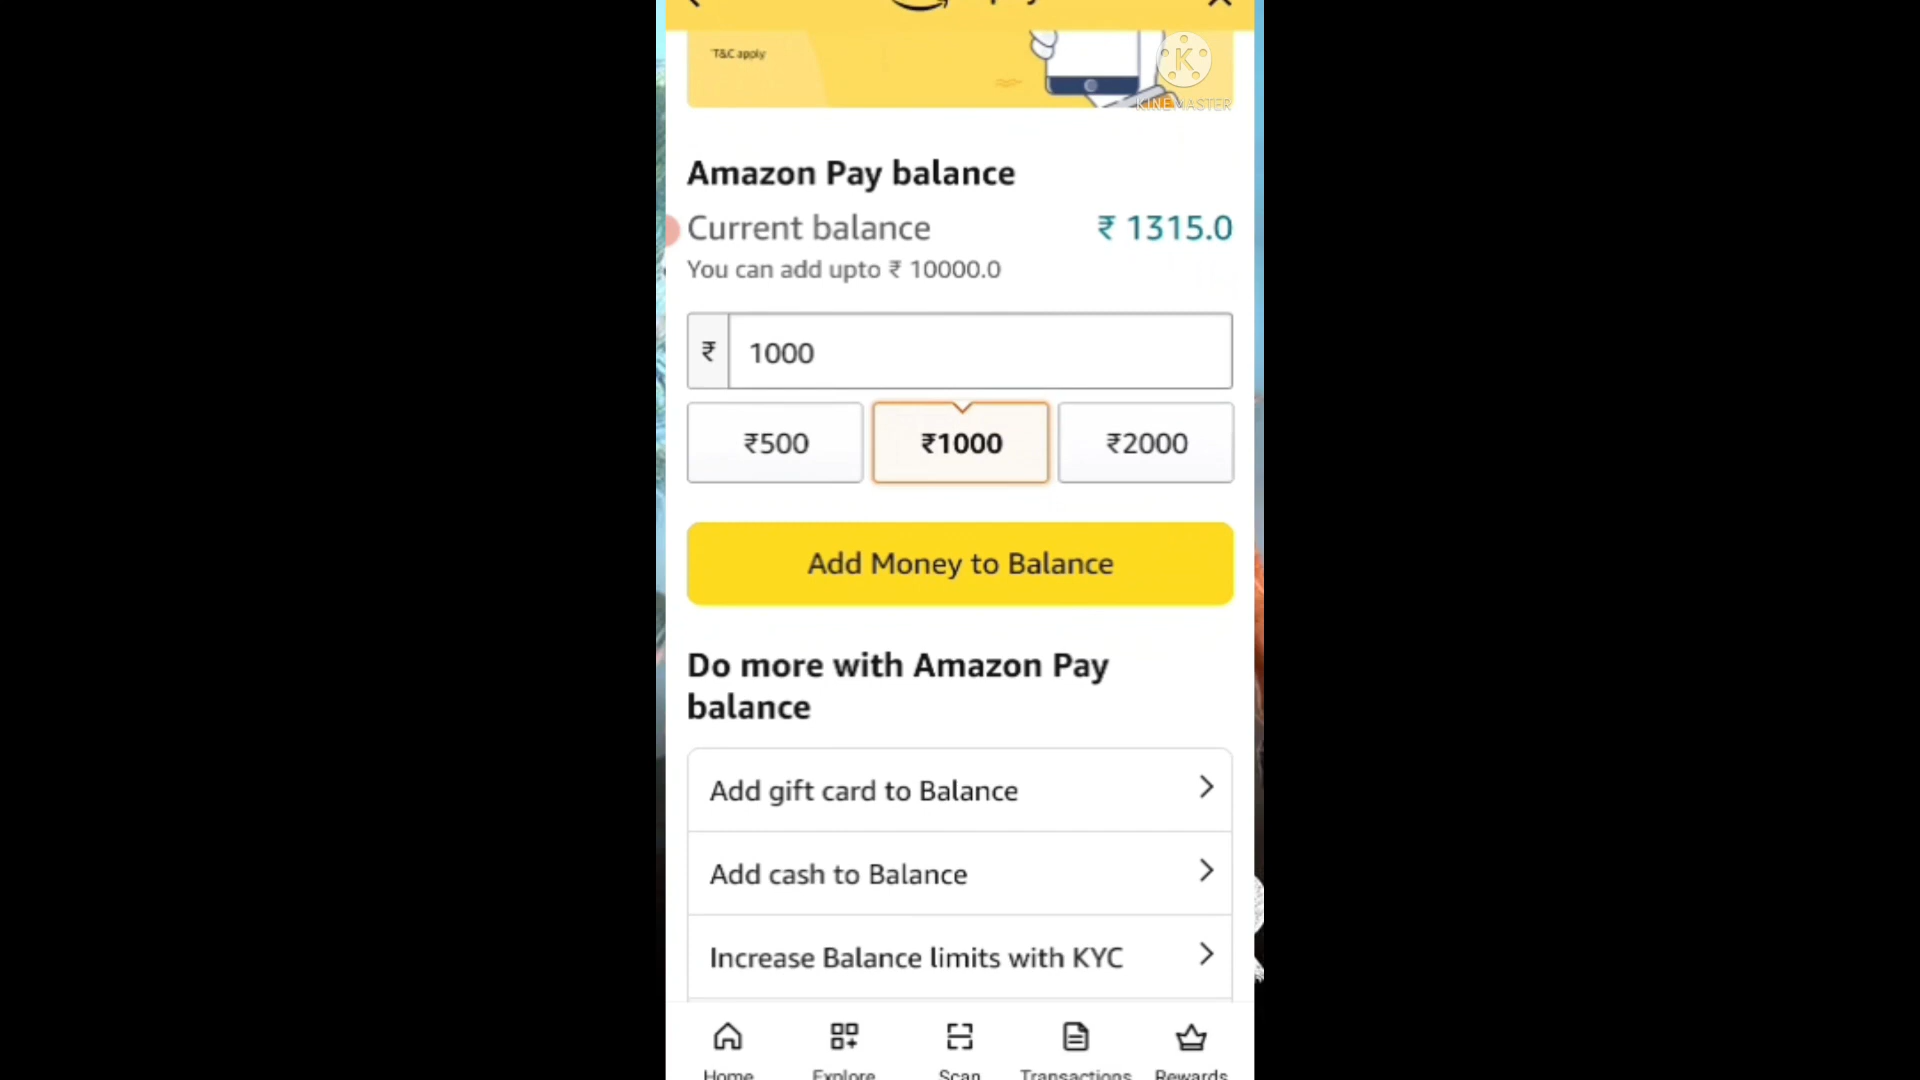 *T&C apply
KINEMASTER
Amazon Pay balance
Current balance ₹ 1315.0
You can add upto ₹ 10000.0
₹ 1000
₹500 ₹1000 ₹2000
Add Money to Balance
Do more with Amazon Pay
balance
Add gift card to Balance
Add cash to Balance
Increase Balance limits with KYC
Home Explore Scan Transactions Rewards